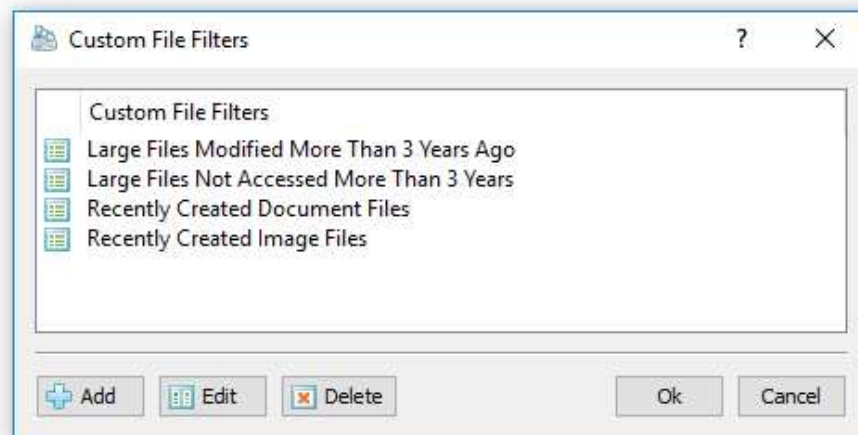 Custom File Filters
?
Custom File Filters
Large Files Modified More Than 3 Years Ago
Large Files Not Accessed More Than 3 Years
Recently Created Document Files
Recently Created Image Files
Add Edit Delete Ok Cancel